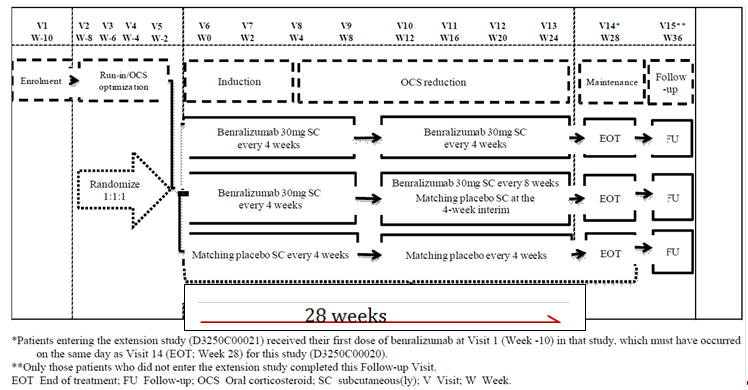 V1 V2 V3 V4 V5 V6 V7 V8 V9 V10 V11 V12 V13 V14* V15**
W-10 W-8 W-6 W-4 W-2 W0 W2 W4 W8 W12 W16 W20 W24 W28 W36
Enrolment
Run-in/OCS
optimization
Induction
OCS reduction
Maintenance
Follow
-up
Benralizumab 30mg SC
every 4 weeks
Benralizumab 30mg SC
every 4 weeks
EOT
FU
Randomize
1:1:1
Benralizumab 30mg SC
every 4 weeks
Benralizumab 30mg SC every 8 weeks
Matching placebo SC at the
4-week interim
EOT
FU
Matching placebo SC every 4 weeks
Matching placebo every 4 weeks
EOT
FU
28 weeks
*Patients entering the extension study (D3250C00021) received their first dose of benralizumab at Visit 1 (Week -10) in that study, which must have occurred
on the same day as Visit 14 (EOT; Week 28) for this study (D3250C00020).
**Only those patients who did not enter the extension study completed this Follow-up Visit.
EOT End of treatment; FU Follow-up; OCS Oral corticosteroid; SC subcutaneous(ly); V Visit; W Week.